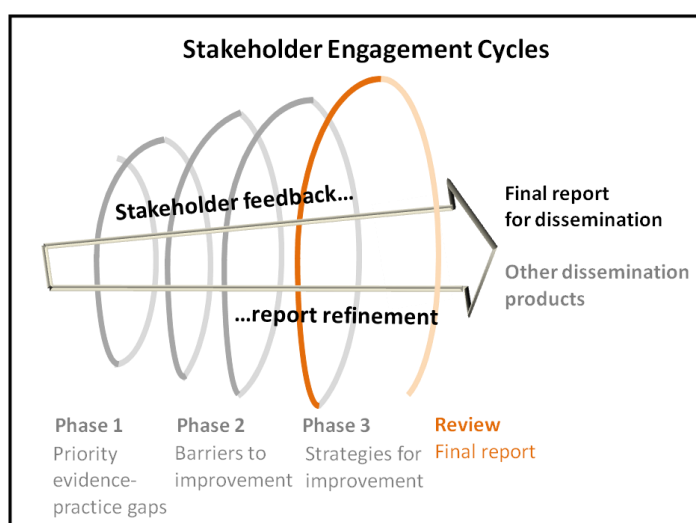 Stakeholder Engagement Cycles
Stakeholder feedback...
...report refinement
Final report
for dissemination
Other dissemination
products
Phase 1
Priority
evidence-
practice gaps
Phase 2
Barriers to
improvement
Phase 3
Strategies for
improvement
Review
Final report